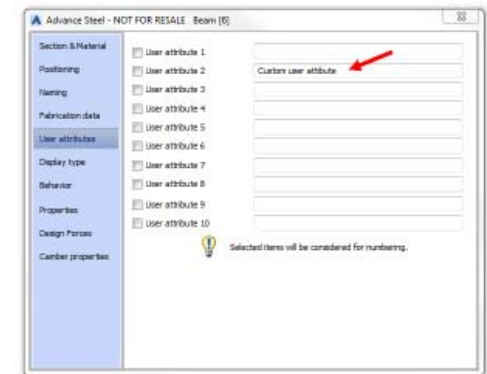 Advance Steel - NOT FOR RESALE Beam [6]
Section & Material
Positioning
Naming
Fabrication data
User attributes
Display type
Behavior
Properties
Design Forces
Camber properties
User attribute 1
User attribute 2 Custom user attibute
User attribute 3
User attribute 4
User attribute 5
User attribute 6
User attribute 7
User attribute 8
User attribute 9
User attribute 10
Selected items will be considered for numbering.